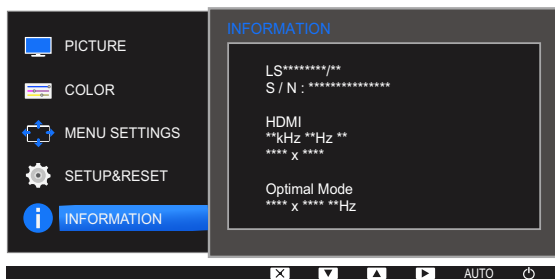 PICTURE
COLOR
MENU SETTINGS
SETUP&RESET
INFORMATION
INFORMATION
LS********/**
S / N : ***************
HDMI
**kHz **Hz **
**** x ****
Optimal Mode
**** x **** **Hz
AUTO